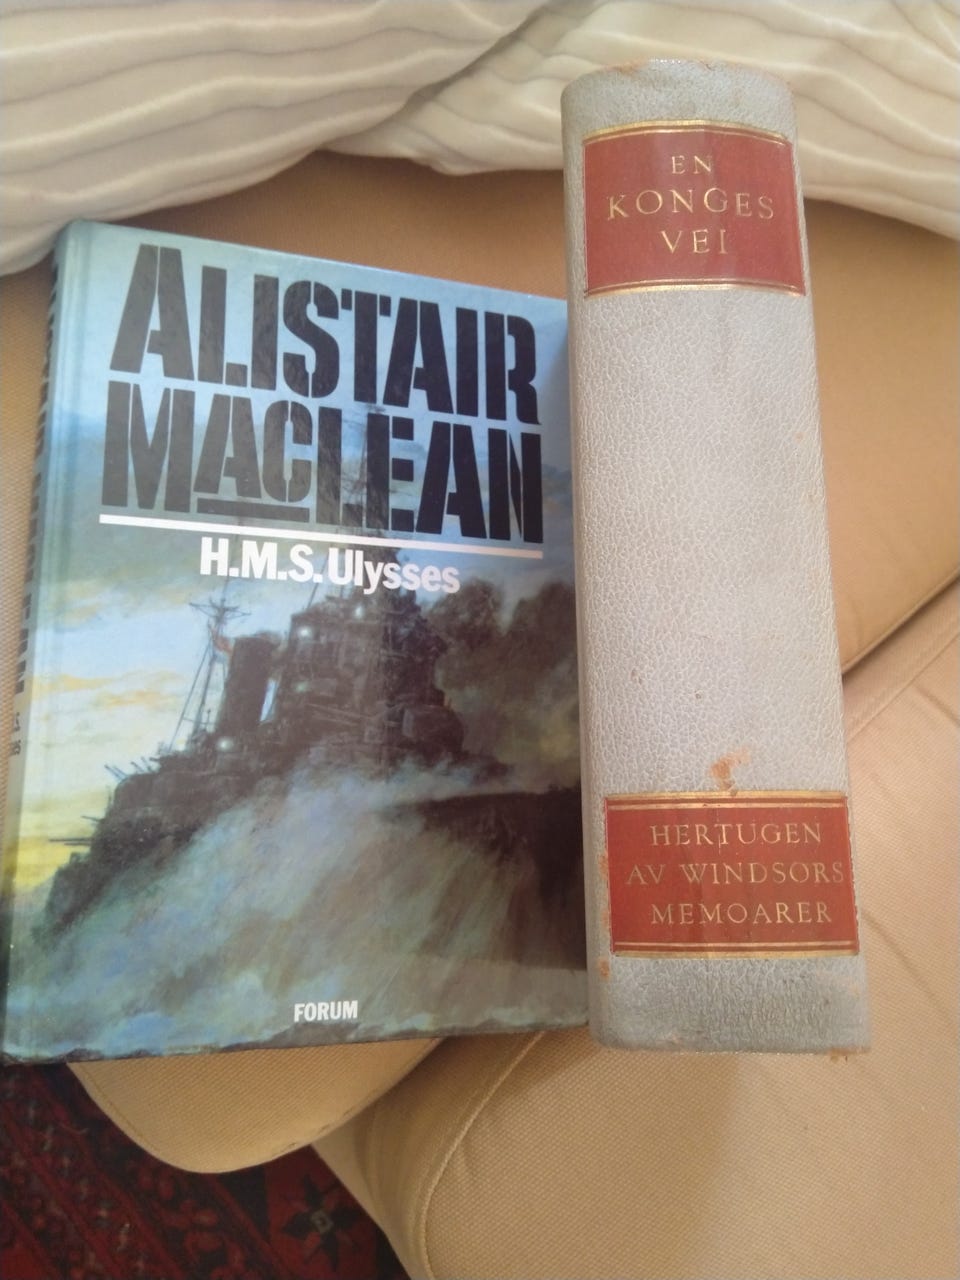 ALISTAIR
MACLEAN
H.M.S. Ulysses
FORUM
EN
KONGES
VEI
HERTUGEN
AV WINDSORS
MEMOARER